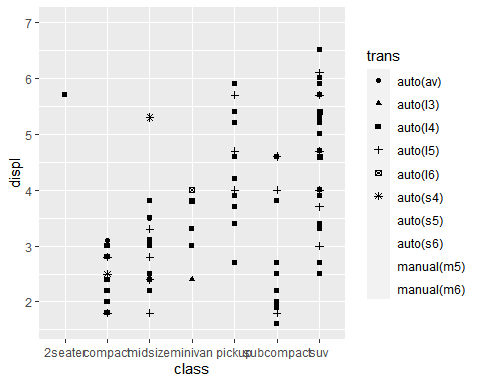 7
6
5
4
3
2
displ
2seater compact midsize minivan pickup subcompact suv
class
trans
auto(av)
auto(l3)
auto(l4)
auto(l5)
auto(l6)
auto(s4)
auto(s5)
auto(s6)
manual(m5)
manual(m6)